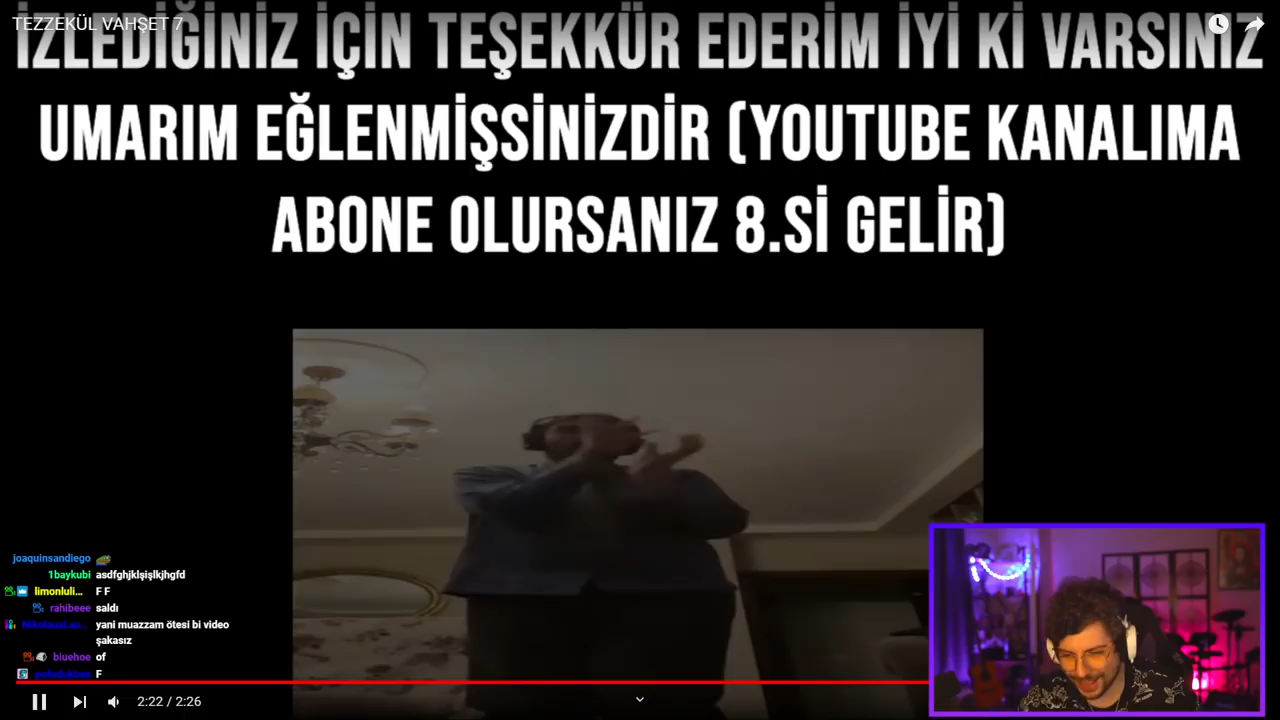 TEZZEKÜL VAHŞET 7
İZLEDİĞİNİZ İÇİN TEŞEKKÜR EDERİM İYİ Kİ VARSINIZ
UMARIM EĞLENMİŞSİNİZDİR (YOUTUBE KANALIMA
ABONE OLURSANIZ 8.Sİ GELİR)
joaquinsandiego
1baykubi asdfghjklşişlkjhgfd
limonluli... F F
rahibeee saldı
yani muazzam ötesi bi video
şakasız
biuehoe of
F
2:22 / 2:26